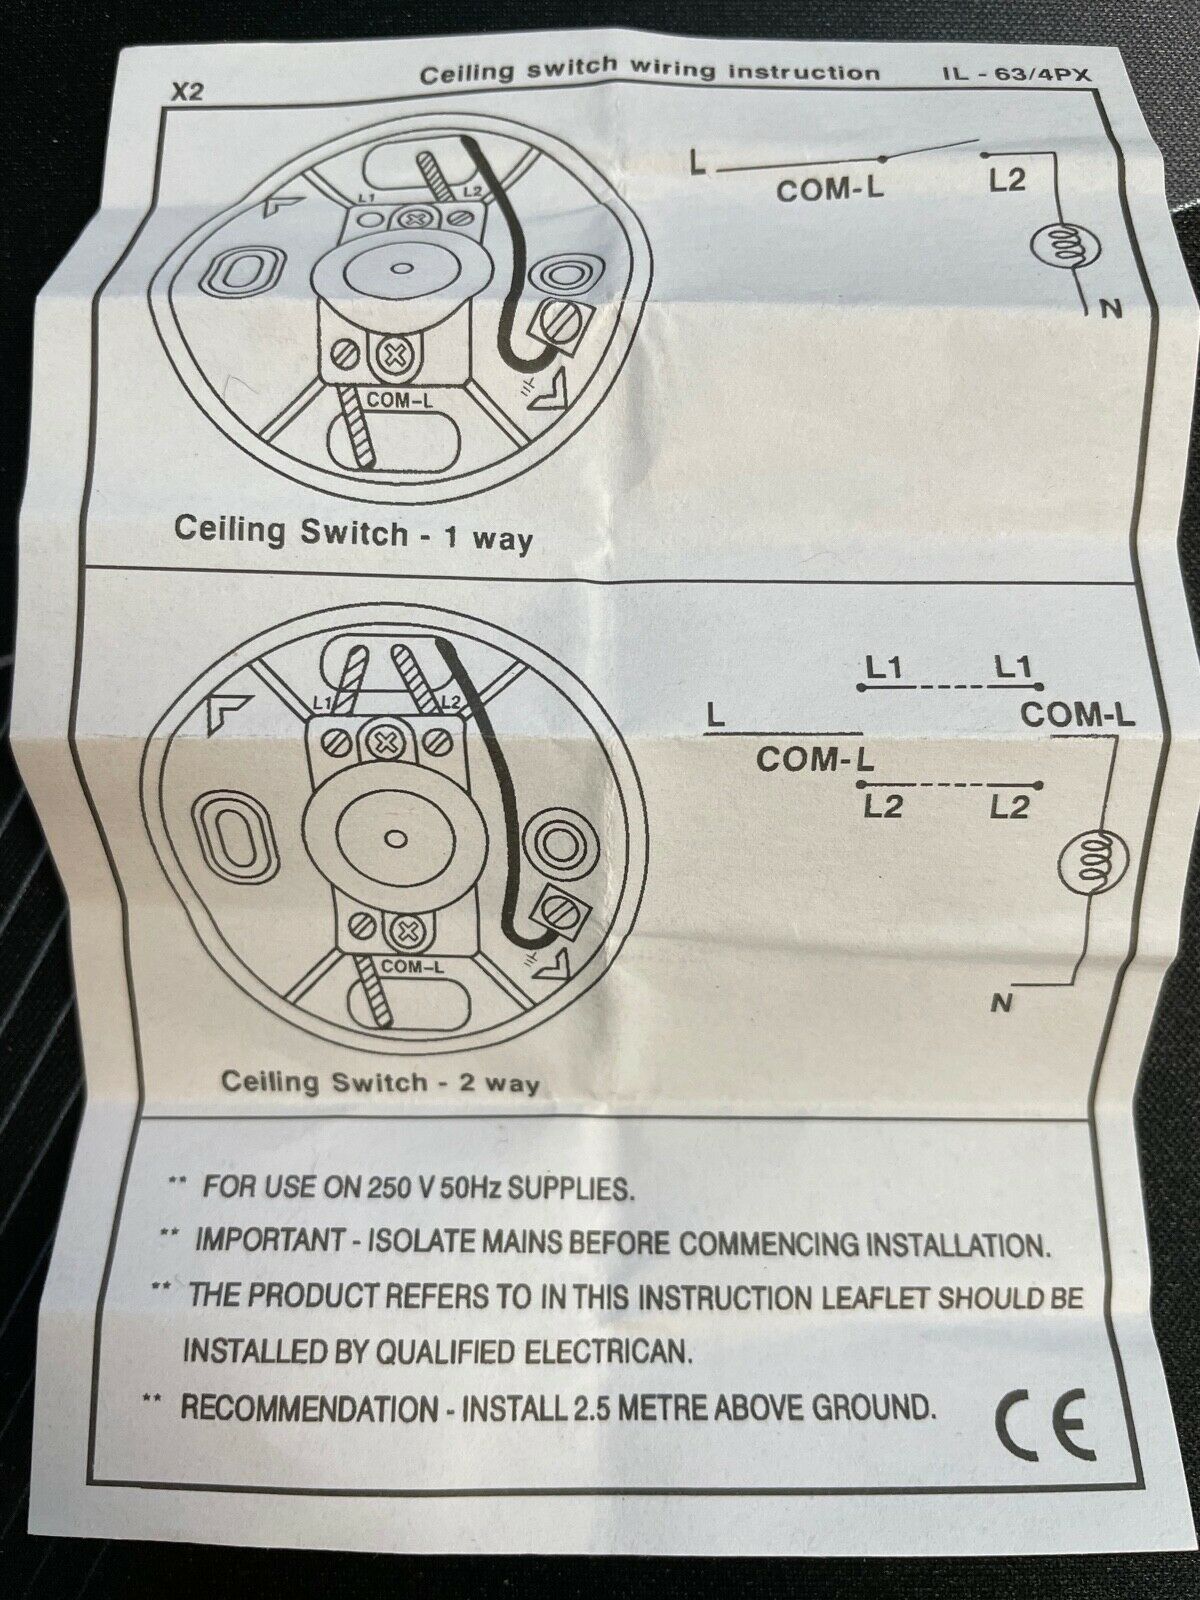 X2 Ceiling switch wiring instruction IL - 63/4PX
L1 L2
COM-L
L COM-L L2
N
Ceiling Switch - 1 way
L1 L2
COM-L
L1 L1
L COM-L
COM-L
L2 L2
N
Ceiling Switch - 2 way
** FOR USE ON 250 V 50Hz SUPPLIES.
** IMPORTANT - ISOLATE MAINS BEFORE COMMENCING INSTALLATION.
** THE PRODUCT REFERS TO IN THIS INSTRUCTION LEAFLET SHOULD BE
INSTALLED BY QUALIFIED ELECTRICAN.
** RECOMMENDATION - INSTALL 2.5 METRE ABOVE GROUND.
CE